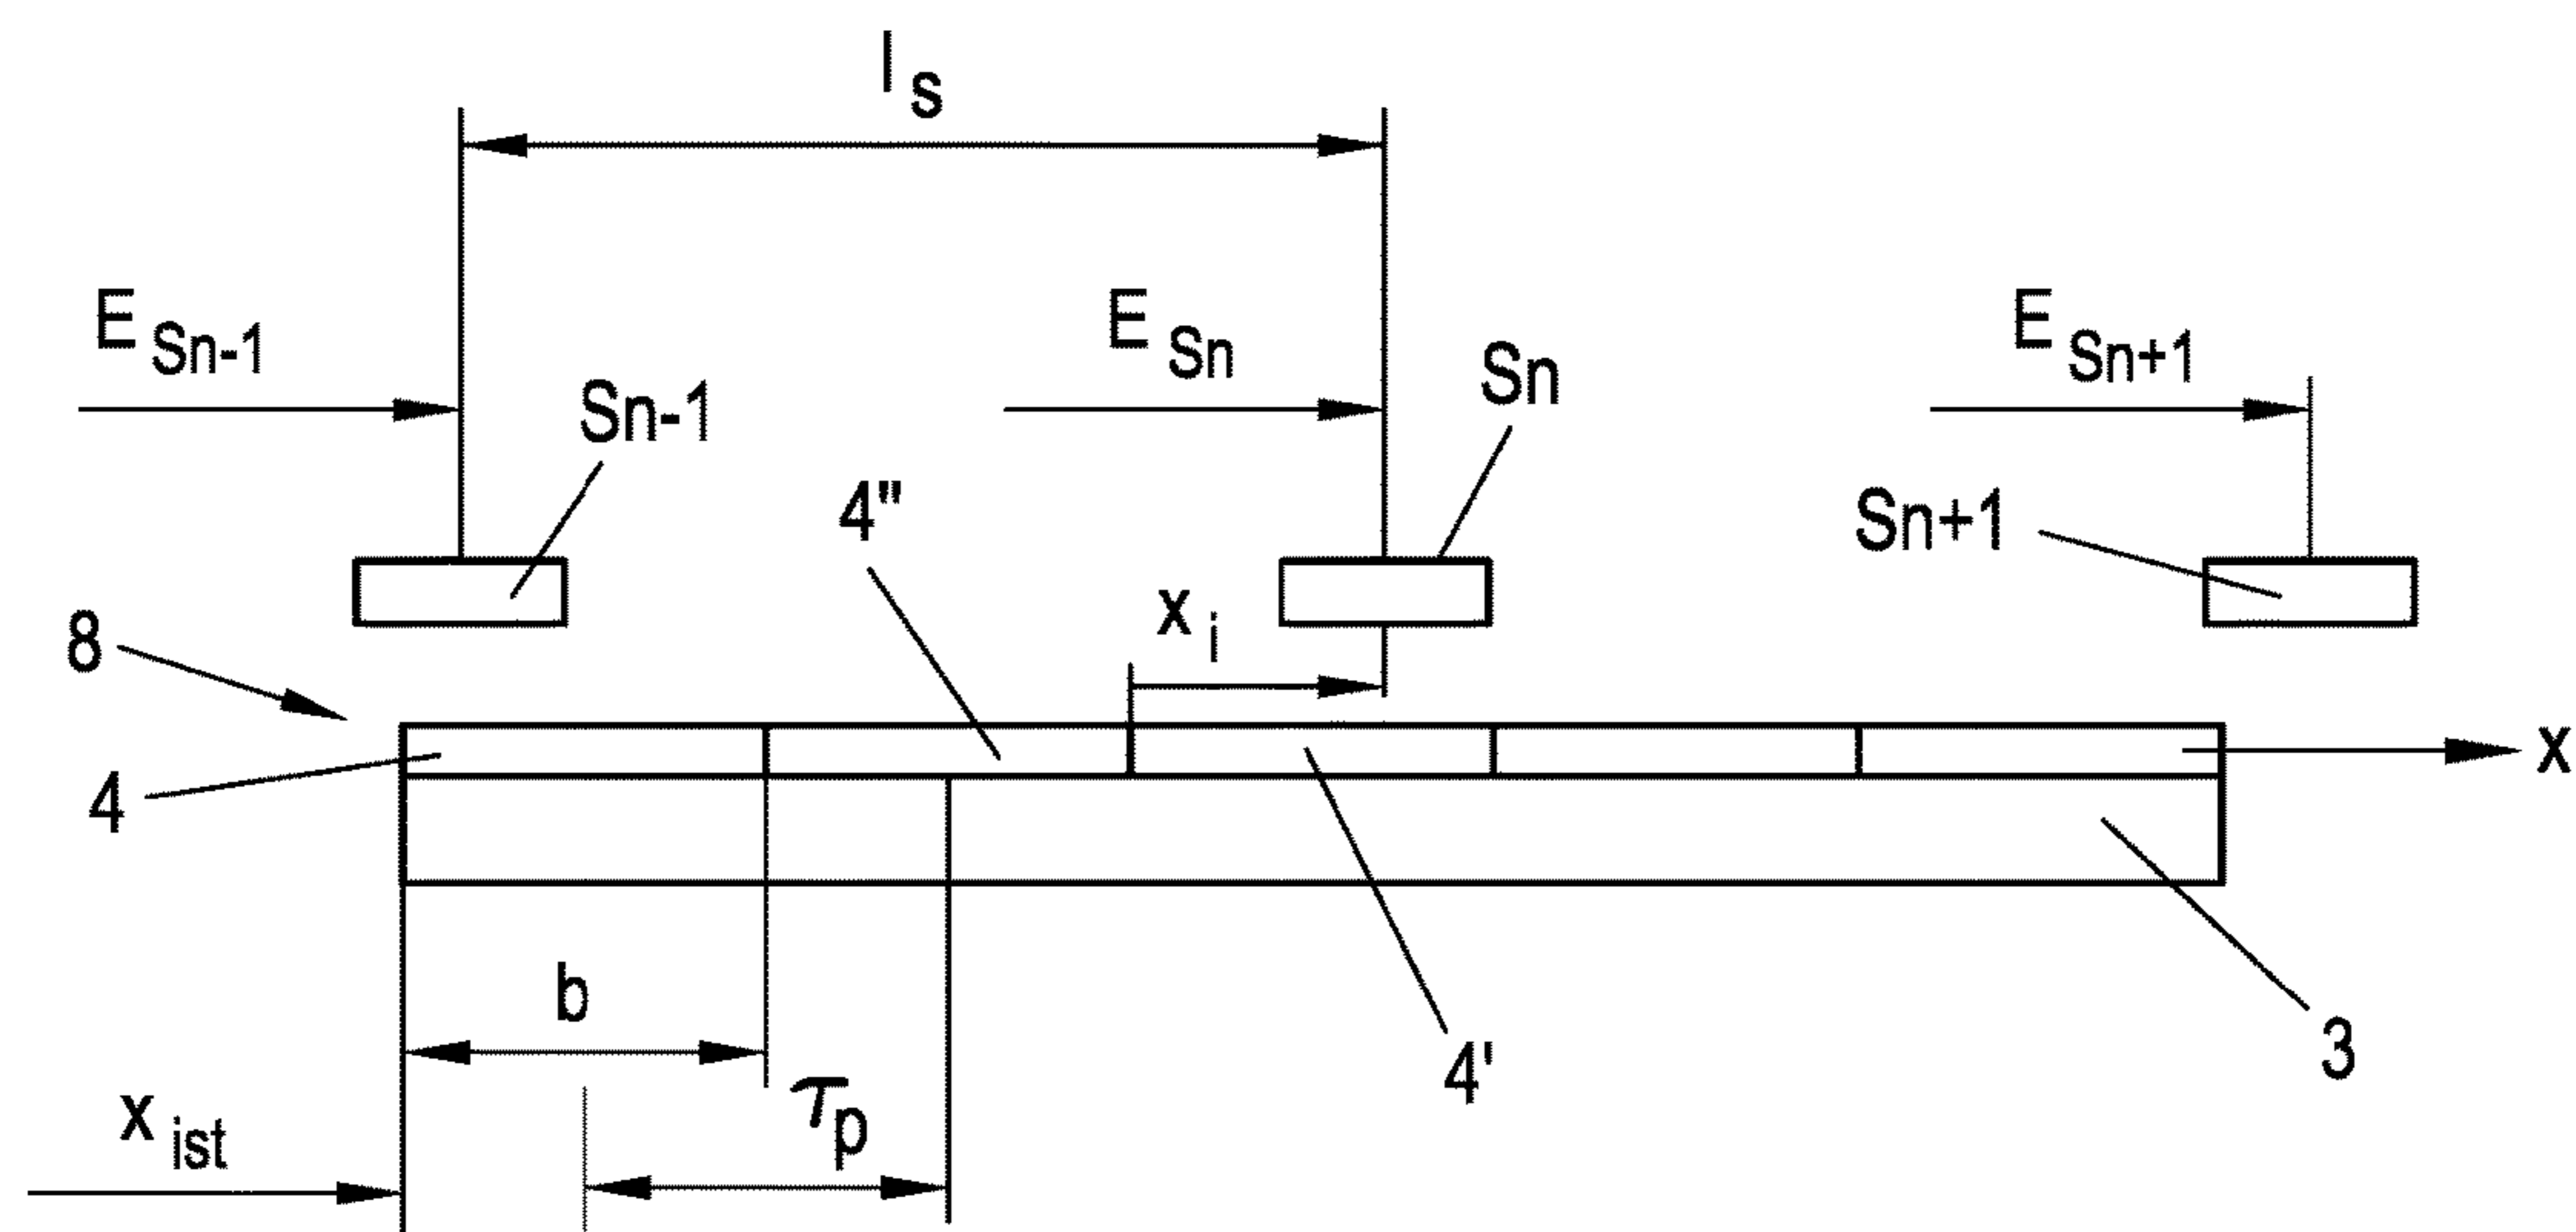 l s
E Sn-1
E Sn
E Sn+1
Sn-1
Sn
4"
Sn+1
x i
8
x
4
b
4'
3
τp
x ist